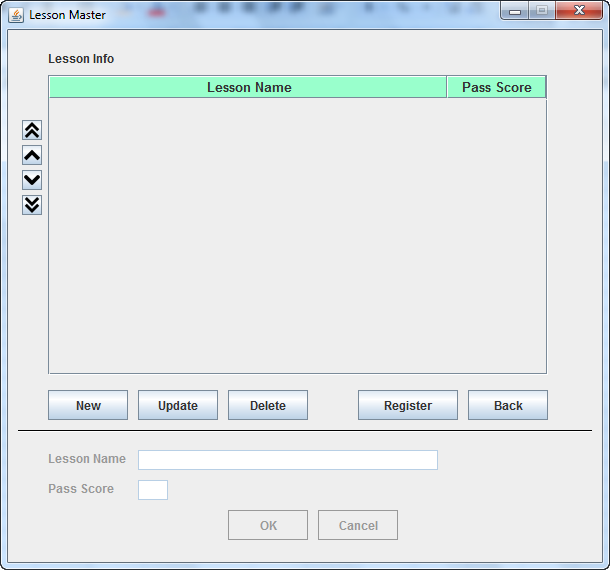 Lesson Master
Lesson Info
Lesson Name Pass Score
New Update Delete Register Back
Lesson Name
Pass Score
OK Cancel